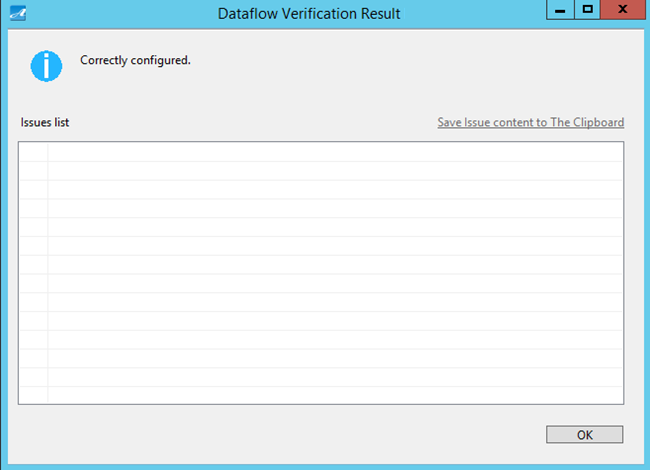 Dataflow Verification Result
Correctly configured.
Issues list
Save Issue content to The Clipboard
OK